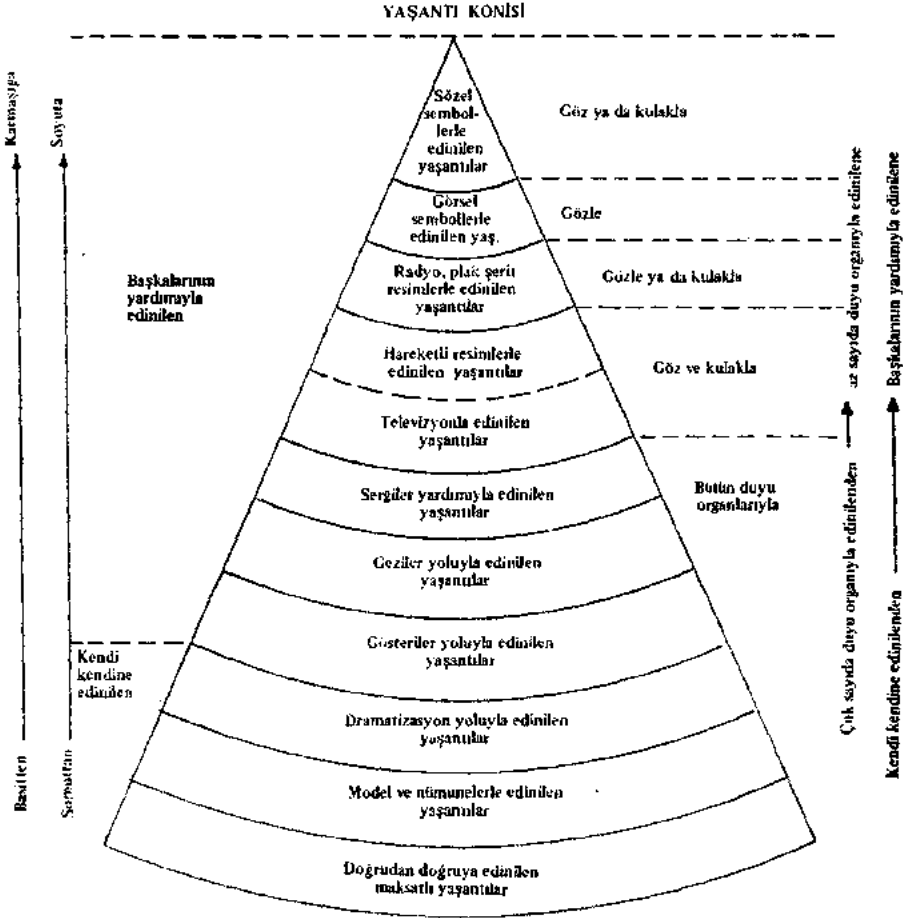 YAŞANTI KONİSİ
Sözel
sembol-
lerle
edinilen
yaşantılar
Göz ya da kulakla
Görsel
sembollerle
edinilen yaş.
Gözle
Radyo, plak şerit
resimlerle edinilen
yaşantılar
Gözle ya da kulakla
Hareketli resimlerle
edinilen yaşantılar
Göz ve kulakla
Televizyonla edinilen
yaşantılar
Sergiler yardımıyla edinilen
yaşantılar
Bütün duyu
organlarıyla
Geziler yoluyla edinilen
yaşantılar
Gösteriler yoluyla edinilen
yaşantılar
Dramatizasyon yoluyla edinilen
yaşantılar
Model ve nümunelerle edinilen
yaşantılar
Doğrudan doğruya edinilen
maksatlı yaşantılar
Başkalarının
yardımıyla
edinilen
Kendi
kendine
edinilen
Basitten
Karmaşığa
Somuttan
Soyuta
Çok sayıda duyu organıyla edinilenden
az sayıda duyu organıyla edinilene
Kendi kendine edinilenden
Başkalarının yardımıyla edinilene